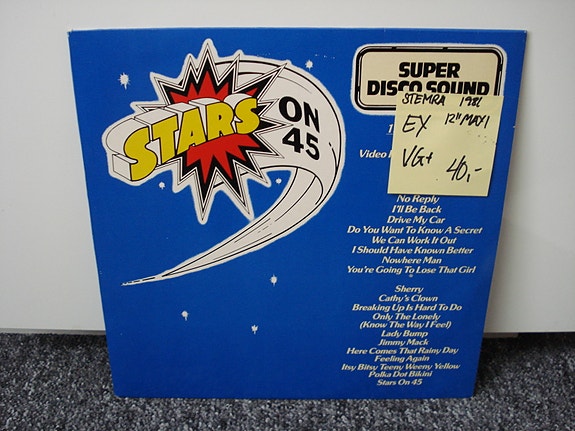 STARS
ON
45
SUPER
DISCO SOUND
STEMRA 1981
EX 12" MAXI
VG+ 40,-
Video
No Reply
I'll Be Back
Drive My Car
Do You Want To Know A Secret
We Can Work It Out
I Should Have Known Better
Nowhere Man
You're Going To Lose That Girl
Sherry
Cathy's Clown
Breaking Up Is Hard To Do
Only The Lonely
(Know The Way I Feel)
Lady Bump
Jimmy Mack
Here Comes That Rainy Day
Feeling Again
Itsy Bitsy Teeny Weeny Yellow
Polka Dot Bikini
Stars On 45